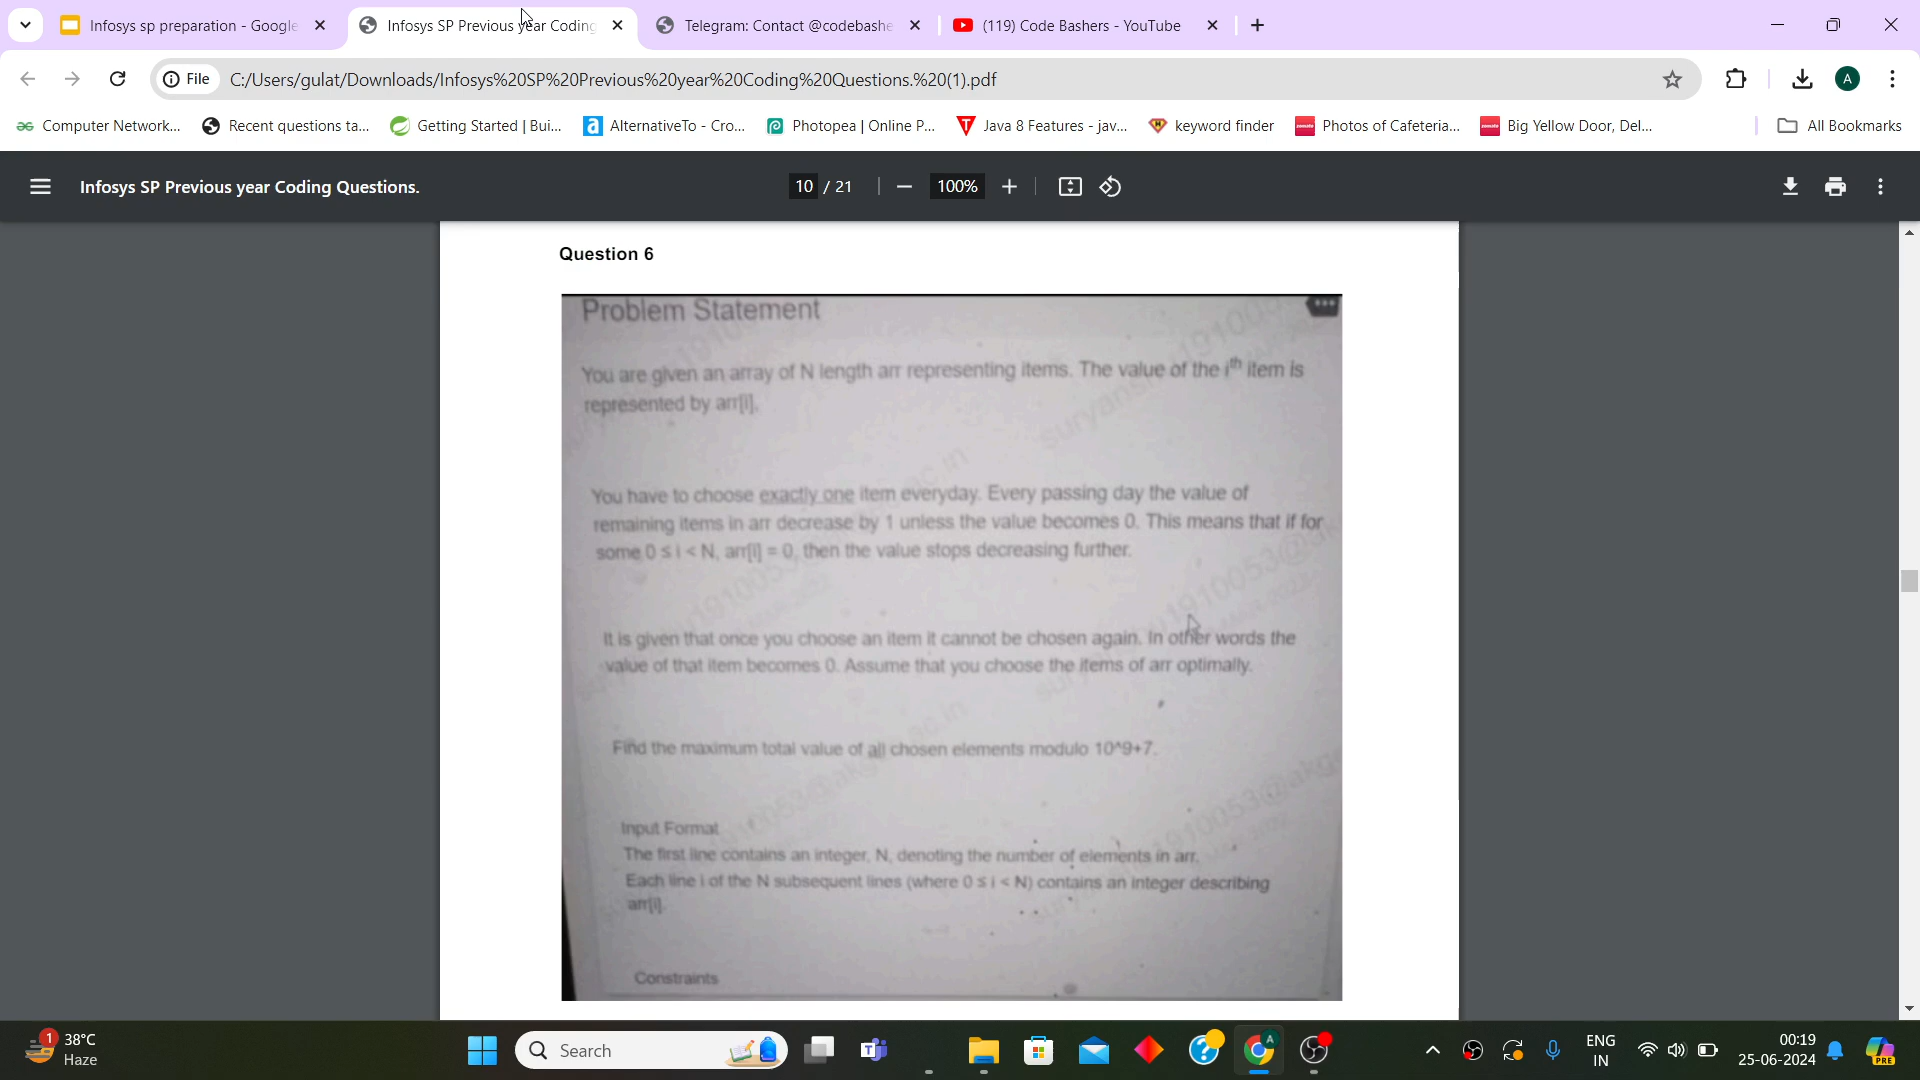 Infosys sp preparation - Google
Infosys SP Previous year Coding
Telegram: Contact @codebashe
(119) Code Bashers - YouTube
File
C:/Users/gulat/Downloads/Infosys%20SP%20Previous%20year%20Coding%20Questions.%20(1).pdf
A
Computer Network...
Recent questions ta...
Getting Started | Bui...
AlternativeTo - Cro...
Photopea | Online P...
Java 8 Features - jav...
keyword finder
Photos of Cafeteria...
Big Yellow Door, Del...
All Bookmarks
Infosys SP Previous year Coding Questions.
10 / 21
100%
Question 6
Problem Statement
You are given an array of N length arr representing items. The value of the ith item is
represented by arr[i].
You have to choose exactly one item everyday. Every passing day the value of
remaining items in arr decrease by 1 unless the value becomes 0. This means that if for
some 0 ≤ i < N, arr[i] = 0, then the value stops decreasing further.
It is given that once you choose an item it cannot be chosen again. In other words the
value of that item becomes 0. Assume that you choose the items of arr optimally.
Find the maximum total value of all chosen elements modulo 10^9+7.
Input Format
The first line contains an integer, N, denoting the number of elements in arr.
Each line i of the N subsequent lines (where 0 ≤ i < N) contains an integer describing
arr[i].
Constraints
1
38°C
Haze
Search
A
ENG
IN
00:19
25-06-2024
PRE